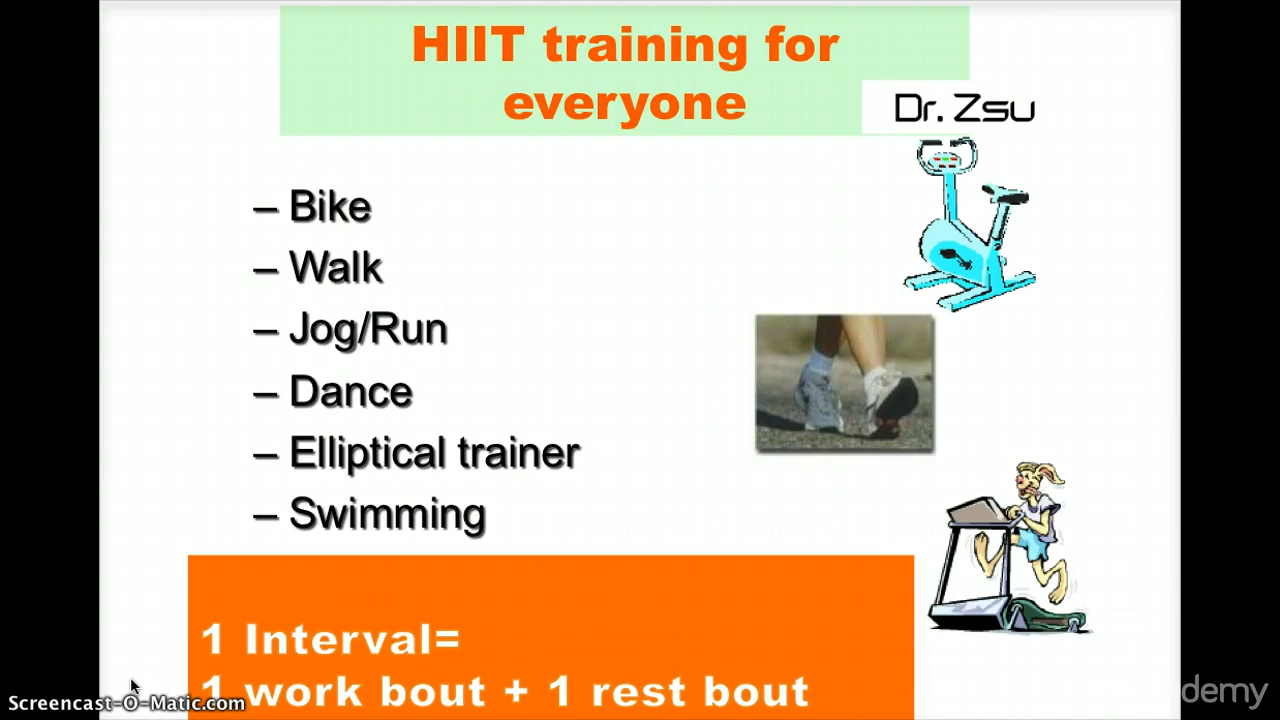 HIIT training for
everyone
Dr. Zsu
– Bike
– Walk
– Jog/Run
– Dance
– Elliptical trainer
– Swimming
1 Interval=
1 work bout + 1 rest bout
Screencast-O-Matic.com
demy